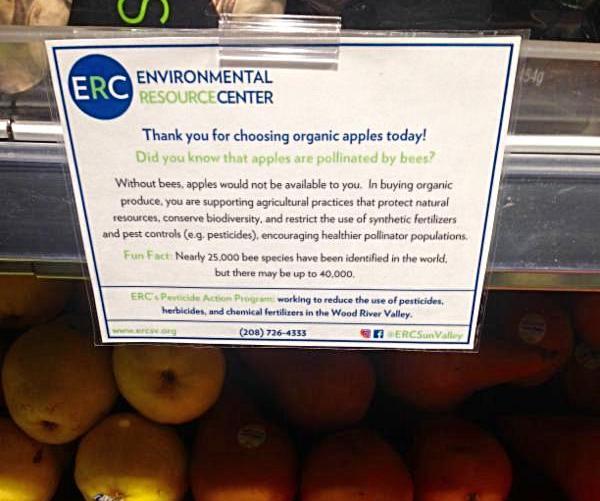 ERC ENVIRONMENTAL
RESOURCECENTER
Thank you for choosing organic apples today!
Did you know that apples are pollinated by bees?
Without bees, apples would not be available to you. In buying organic
produce, you are supporting agricultural practices that protect natural
resources, conserve biodiversity, and restrict the use of synthetic fertilizers
and pest controls (e.g. pesticides), encouraging healthier pollinator populations.
Fun Fact: Nearly 25,000 bee species have been identified in the world,
but there may be up to 40,000.
ERC's Pesticide Action Program: working to reduce the use of pesticides,
herbicides, and chemical fertilizers in the Wood River Valley.
www.ercsv.org (208) 726-4333 @ERCSunValley